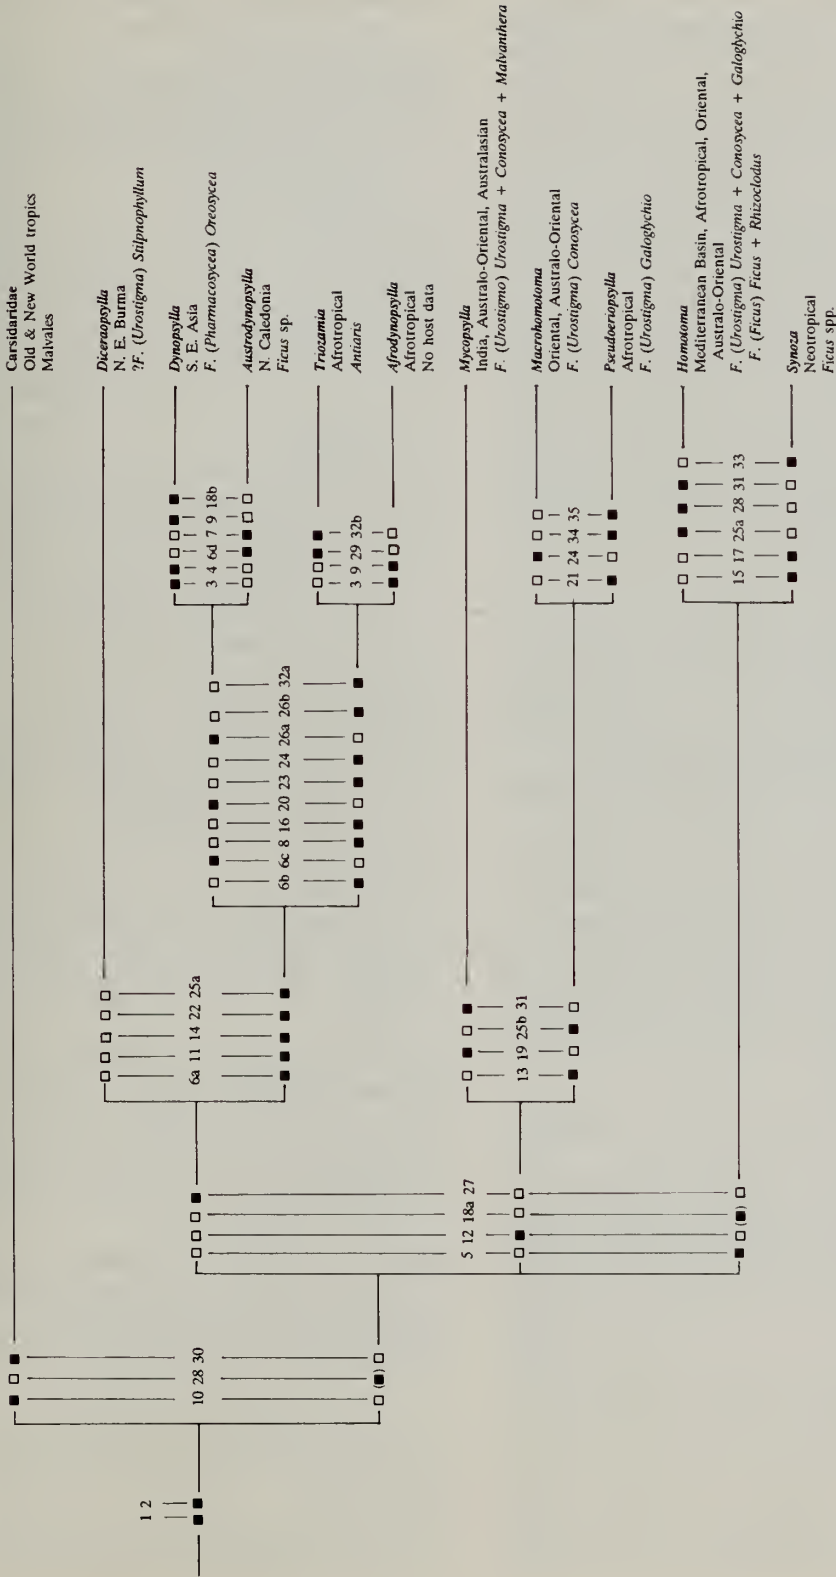 Carsidaridae
Old & New World tropics
Malvales
Diceraopsylla
N. E. Burma
?F. (Urostigma) Stilpnophyllum
Dynopsylla
S. E. Asia
F. (Pharmacosycea) Oreosycea
Austrodynopsylla
N. Caledonia
Ficus sp.
Triozamia
Afrotropical
Antiaris
Afrodynopsylla
Afrotropical
No host data
Mycopsylla
India, Australo-Oriental, Australasian
F. (Urostigmo) Urostigma + Conosycea + Malvanthera
Macrohomotoma
Oriental, Australo-Oriental
F. (Urostigma) Conosycea
Pseudoeriopsylla
Afrotropical
F. (Urostigma) Galoglychio
Homotoma
Mediterranean Basin, Afrotropical, Oriental,
Australo-Oriental
F. (Urostigma) Urostigma + Conosycea + Galoglychio
F. (Ficus) Ficus + Rhizoclodus
Synoza
Neotropical
Ficus spp.
3 4 6d 7 9 18b
3 9 29 32b
21 24 34 35
15 17 25a 28 31 33
6b 6c 8 16 20 23 24 26a 26b 32a
6a 11 14 22 25a
13 19 25b 31
5 12 18a 27
10 28 30
1 2